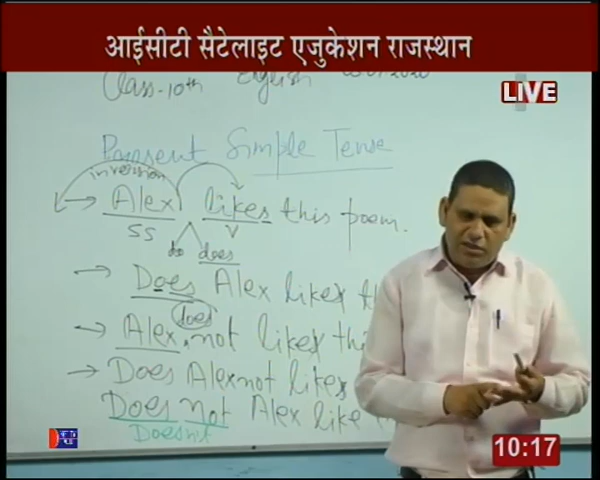 आईसीटी सैटेलाइट एजुकेशन राजस्थान
LIVE
Class-10th English
Present Simple Tense
inversion
→ Alex likes this poem.
SS V
do does
→ Does Alex likes
does
→ Alex not likes
→ Does Alex not likes
Does not Alex like
Doesn't
10:17